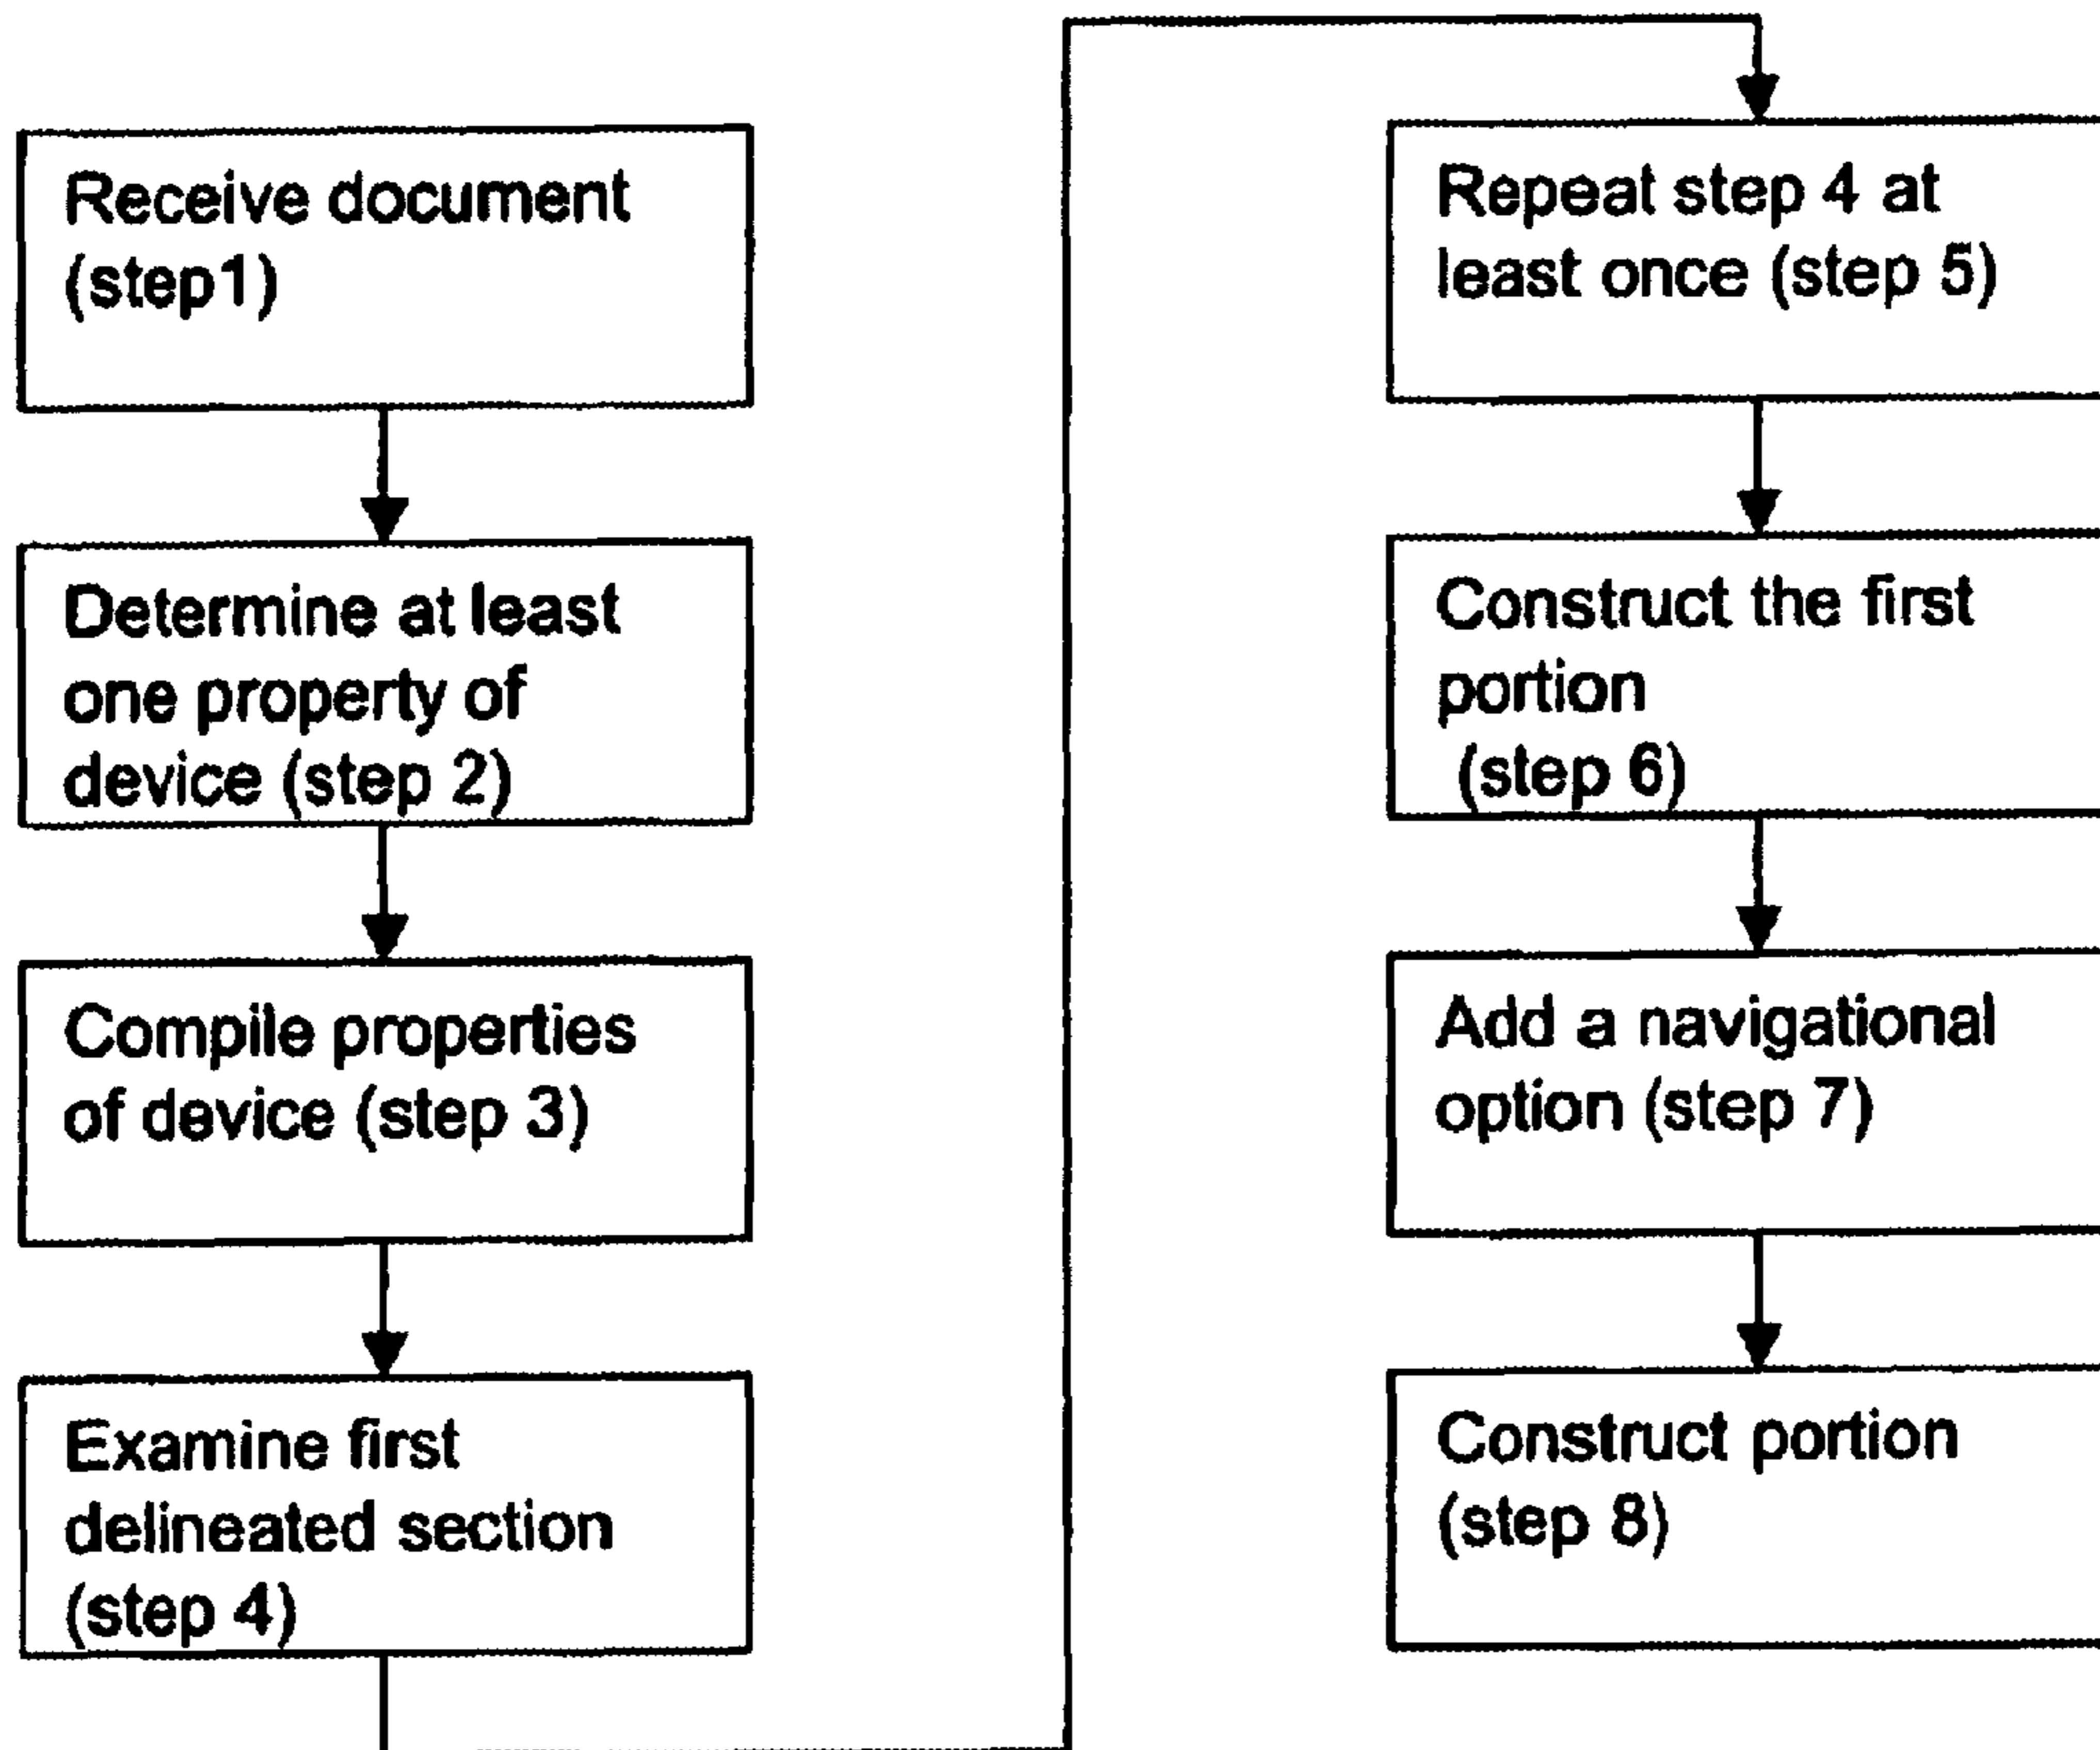 Receive document
(step1)
Determine at least
one property of
device (step 2)
Compile properties
of device (step 3)
Examine first
delineated section
(step 4)
Repeat step 4 at
least once (step 5)
Construct the first
portion
(step 6)
Add a navigational
option (step 7)
Construct portion
(step 8)